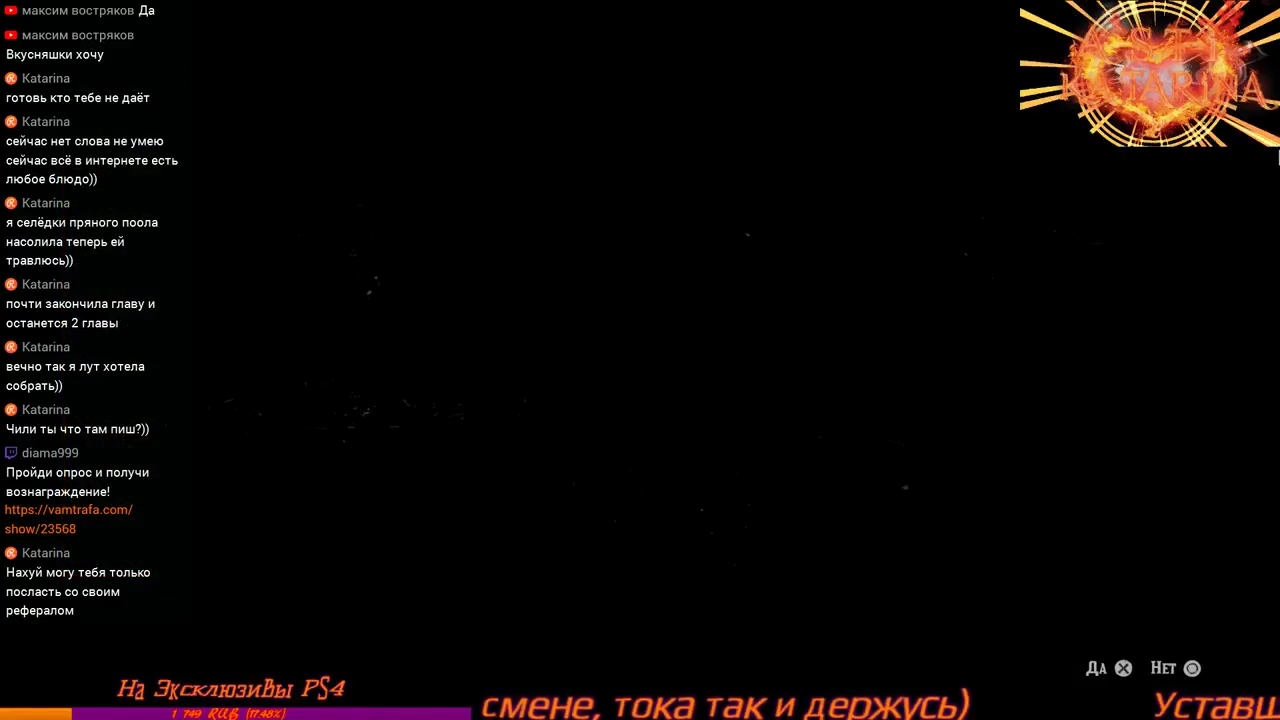 максим востряков Да
максим востряков
Вкусняшки хочу
Katarina
готовь кто тебе не даёт
Katarina
сейчас нет слова не умею
сейчас всё в интернете есть
любое блюдо))
Katarina
я селёдки пряного поола
насолила теперь ей
травлюсь))
Katarina
почти закончила главу и
останется 2 главы
Katarina
вечно так я лут хотела
собрать))
Katarina
Чили ты что там пиш?))
diama999
Пройди опрос и получи
вознаграждение!
https://vamtrafa.com/
show/23568
Katarina
Нахуй могу тебя только
посласть со своим
рефералом
KATARINA
Да
Нет
На Эксклюзивы PS4
1 749 RUB (17.48%)
смене, тока так и держусь)
Уставш